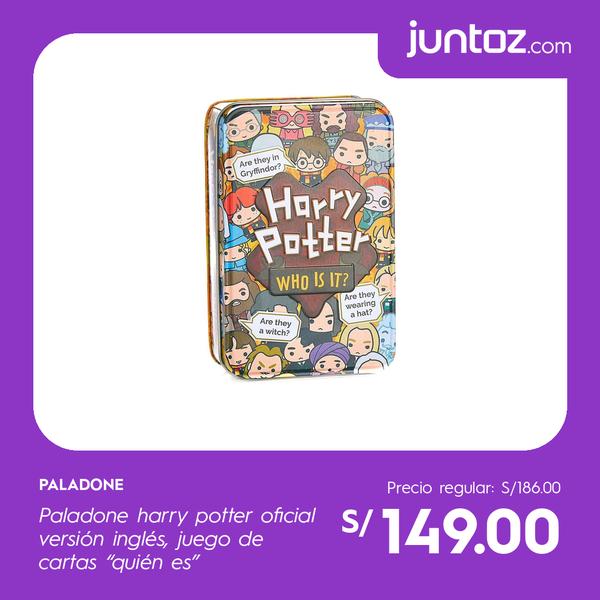 juntoz.com
Are they in
Gryffindor?
Harry
Potter
WHO IS IT?
Are they
wearing
a hat?
Are they
a witch?
PALADONE
Paladone harry potter oficial
versión inglés, juego de
cartas “quién es”
Precio regular: S/186.00
S/149.00